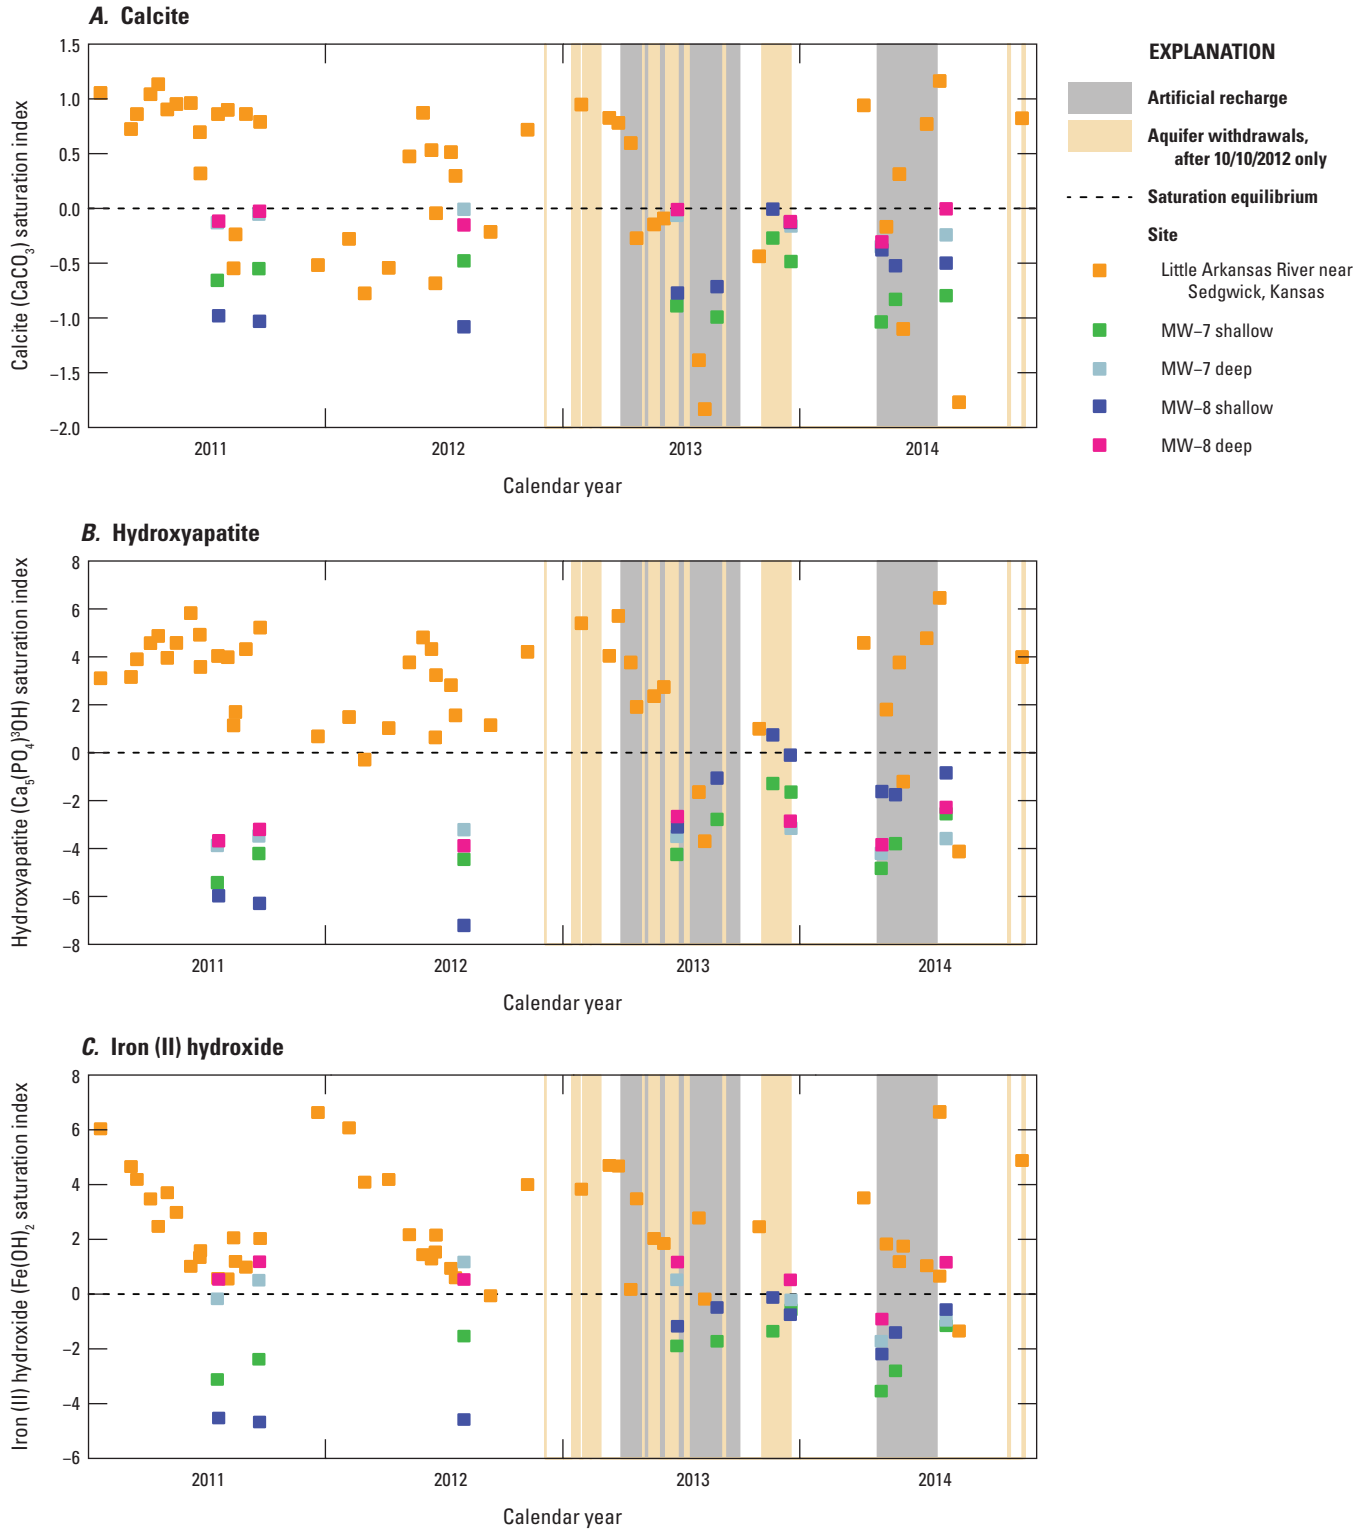 A. Calcite
1.5
1.0
0.5
0.0
−0.5
−1.0
−1.5
−2.0
Calcite (CaCO3) saturation index
2011
2012
2013
2014
Calendar year
EXPLANATION
Artificial recharge
Aquifer withdrawals,
after 10/10/2012 only
Saturation equilibrium
Site
Little Arkansas River near
Sedgwick, Kansas
MW–7 shallow
MW–7 deep
MW–8 shallow
MW–8 deep
B. Hydroxyapatite
8
6
4
2
0
−2
−4
−6
−8
Hydroxyapatite (Ca5(PO4)3OH) saturation index
2011
2012
2013
2014
Calendar year
C. Iron (II) hydroxide
8
6
4
2
0
−2
−4
−6
Iron (II) hydroxide (Fe(OH)2 saturation index
2011
2012
2013
2014
Calendar year